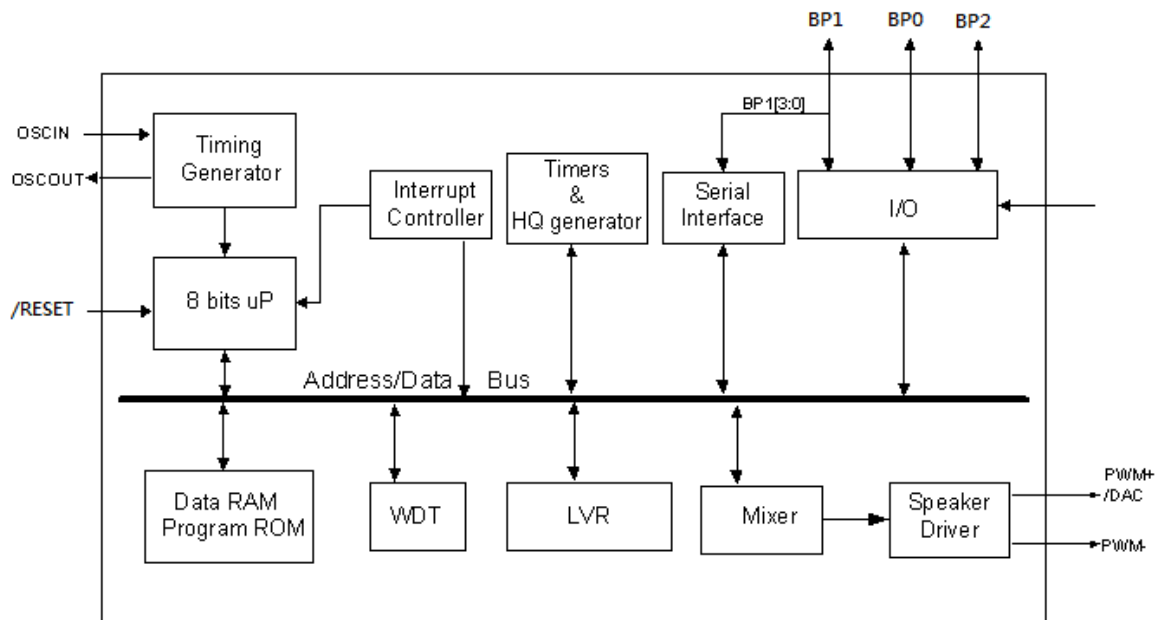 BP1
BP0
BP2
BP1[3:0]
OSCIN
OSCOUT
Timing
Generator
Interrupt
Controller
Timers
&
HQ generator
Serial
Interface
I/O
/RESET
8 bits uP
Address/Data Bus
Data RAM
Program ROM
WDT
LVR
Mixer
Speaker
Driver
PWM+
/DAC
PWM-